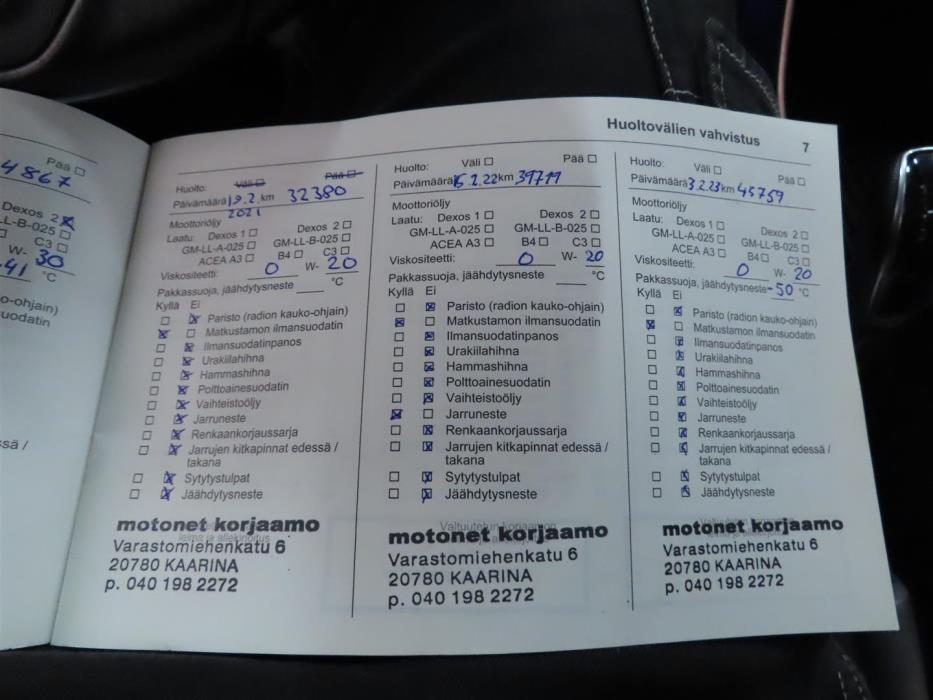 4867
Pää ☐
Dexos 2 ☒
LL-B-025 ☐
C3 ☐
W- 30
-41 °C
o-ohjain)
uodatin
ssä /
Huoltovälien vahvistus 7
Huolto: Väli ☐ Pää ☐
Päivämäärä 19.2. km 32380
2021
Moottoriöljy
Laatu: Dexos 1 ☐ Dexos 2 ☐
GM-LL-A-025 ☐ GM-LL-B-025 ☐
ACEA A3 ☐ B4 ☐ C3 ☐
Viskositeetti: 0 W- 20
Pakkassuoja, jäähdytysneste ____ °C
Kyllä Ei
☐ ☒ Paristo (radion kauko-ohjain)
☒ ☐ Matkustamon ilmansuodatin
☐ ☒ Ilmansuodatinpanos
☐ ☒ Urakiilahihna
☐ ☒ Hammashihna
☐ ☒ Polttoainesuodatin
☐ ☒ Vaihteistoöljy
☐ ☒ Jarruneste
☐ ☒ Renkaankorjaussarja
☐ ☒ Jarrujen kitkapinnat edessä /
takana
☐ ☒ Sytytystulpat
☐ ☒ Jäähdytysneste
motonet korjaamo
Varastomiehenkatu 6
20780 KAARINA
p. 040 198 2272
Huolto: Väli ☐ Pää ☐
Päivämäärä 15.2.22 km 39719
Moottoriöljy
Laatu: Dexos 1 ☐ Dexos 2 ☐
GM-LL-A-025 ☐ GM-LL-B-025 ☐
ACEA A3 ☐ B4 ☐ C3 ☐
Viskositeetti: 0 W- 20
Pakkassuoja, jäähdytysneste ____ °C
Kyllä Ei
☐ ☒ Paristo (radion kauko-ohjain)
☒ ☐ Matkustamon ilmansuodatin
☐ ☒ Ilmansuodatinpanos
☐ ☒ Urakiilahihna
☐ ☒ Hammashihna
☐ ☒ Polttoainesuodatin
☐ ☒ Vaihteistoöljy
☒ ☐ Jarruneste
☐ ☒ Renkaankorjaussarja
☐ ☒ Jarrujen kitkapinnat edessä /
takana
☐ ☒ Sytytystulpat
☐ ☒ Jäähdytysneste
motonet korjaamo
Varastomiehenkatu 6
20780 KAARINA
p. 040 198 2272
Huolto: Väli ☐ Pää ☐
Päivämäärä 3.2.23 km 45759
Moottoriöljy
Laatu: Dexos 1 ☐ Dexos 2 ☐
GM-LL-A-025 ☐ GM-LL-B-025 ☐
ACEA A3 ☐ B4 ☐ C3 ☐
Viskositeetti: 0 W- 20
Pakkassuoja, jäähdytysneste -50 °C
Kyllä Ei
☐ ☒ Paristo (radion kauko-ohjain)
☒ ☐ Matkustamon ilmansuodatin
☐ ☒ Ilmansuodatinpanos
☐ ☒ Urakiilahihna
☐ ☒ Hammashihna
☐ ☒ Polttoainesuodatin
☐ ☒ Vaihteistoöljy
☐ ☒ Jarruneste
☐ ☒ Renkaankorjaussarja
☐ ☒ Jarrujen kitkapinnat edessä /
takana
☐ ☒ Sytytystulpat
☐ ☒ Jäähdytysneste
motonet korjaamo
Varastomiehenkatu 6
20780 KAARINA
p. 040 198 2272